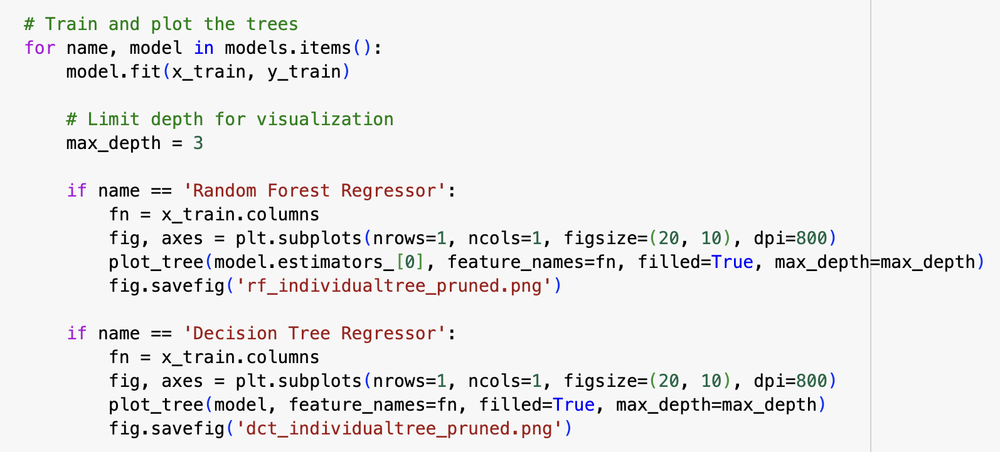 # Train and plot the trees
for name, model in models.items():
    model.fit(x_train, y_train)

    # Limit depth for visualization
    max_depth = 3

    if name == 'Random Forest Regressor':
        fn = x_train.columns
        fig, axes = plt.subplots(nrows=1, ncols=1, figsize=(20, 10), dpi=800)
        plot_tree(model.estimators_[0], feature_names=fn, filled=True, max_depth=max_depth)
        fig.savefig('rf_individualtree_pruned.png')

    if name == 'Decision Tree Regressor':
        fn = x_train.columns
        fig, axes = plt.subplots(nrows=1, ncols=1, figsize=(20, 10), dpi=800)
        plot_tree(model, feature_names=fn, filled=True, max_depth=max_depth)
        fig.savefig('dct_individualtree_pruned.png')